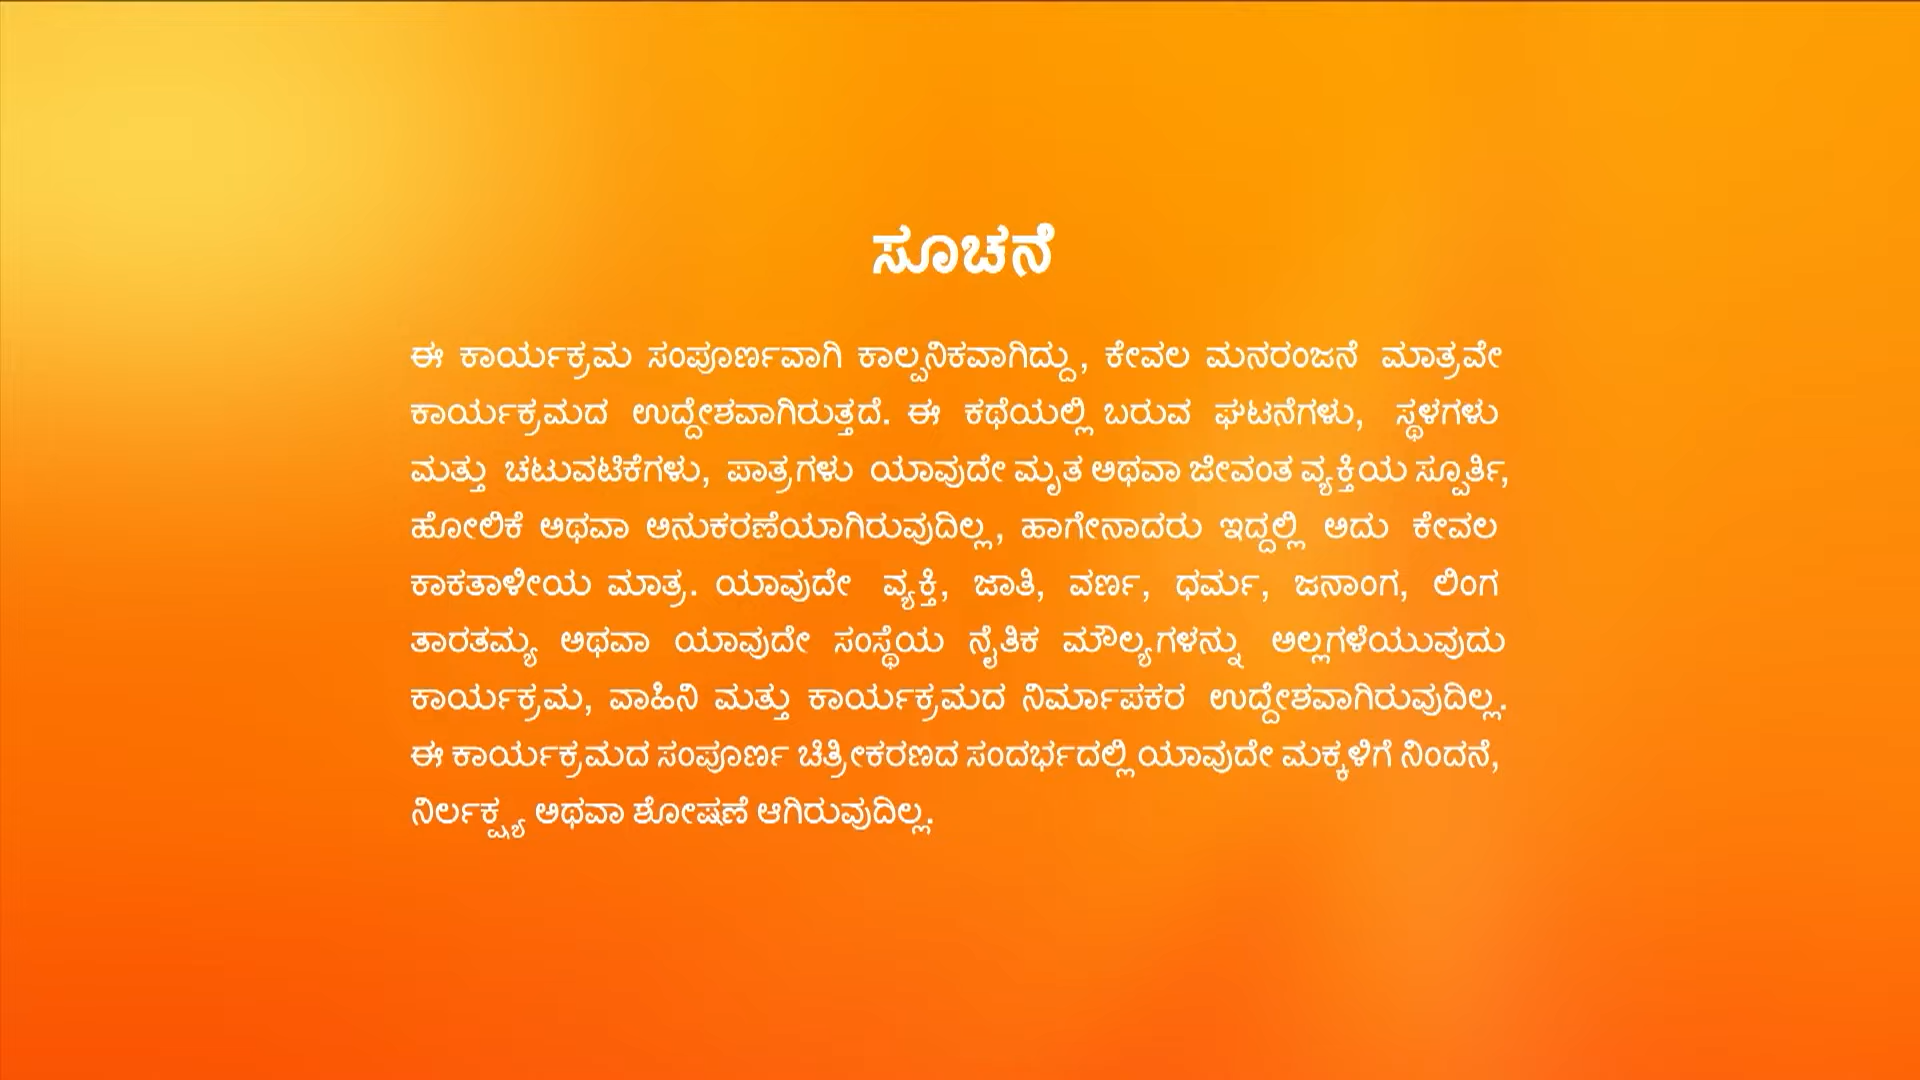 ಸೂಚನೆ
ಈ ಕಾರ್ಯಕ್ರಮ ಸಂಪೂರ್ಣವಾಗಿ ಕಾಲ್ಪನಿಕವಾಗಿದ್ದು, ಕೇವಲ ಮನರಂಜನೆ ಮಾತ್ರವೇ
ಕಾರ್ಯಕ್ರಮದ ಉದ್ದೇಶವಾಗಿರುತ್ತದೆ. ಈ ಕಥೆಯಲ್ಲಿ ಬರುವ ಘಟನೆಗಳು, ಸ್ಥಳಗಳು
ಮತ್ತು ಚಟುವಟಿಕೆಗಳು, ಪಾತ್ರಗಳು ಯಾವುದೇ ಮೃತ ಅಥವಾ ಜೀವಂತ ವ್ಯಕ್ತಿಯ ಸ್ಪೂರ್ತಿ,
ಹೋಲಿಕೆ ಅಥವಾ ಅನುಕರಣೆಯಾಗಿರುವುದಿಲ್ಲ, ಹಾಗೇನಾದರು ಇದ್ದಲ್ಲಿ ಅದು ಕೇವಲ
ಕಾಕತಾಳೀಯ ಮಾತ್ರ. ಯಾವುದೇ ವ್ಯಕ್ತಿ, ಜಾತಿ, ವರ್ಣ, ಧರ್ಮ, ಜನಾಂಗ, ಲಿಂಗ
ತಾರತಮ್ಯ ಅಥವಾ ಯಾವುದೇ ಸಂಸ್ಥೆಯ ನೈತಿಕ ಮೌಲ್ಯಗಳನ್ನು ಅಲ್ಲಗಳೆಯುವುದು
ಕಾರ್ಯಕ್ರಮ, ವಾಹಿನಿ ಮತ್ತು ಕಾರ್ಯಕ್ರಮದ ನಿರ್ಮಾಪಕರ ಉದ್ದೇಶವಾಗಿರುವುದಿಲ್ಲ.
ಈ ಕಾರ್ಯಕ್ರಮದ ಸಂಪೂರ್ಣ ಚಿತ್ರೀಕರಣದ ಸಂದರ್ಭದಲ್ಲಿ ಯಾವುದೇ ಮಕ್ಕಳಿಗೆ ನಿಂದನೆ,
ನಿರ್ಲಕ್ಷ್ಯ ಅಥವಾ ಶೋಷಣೆ ಆಗಿರುವುದಿಲ್ಲ.